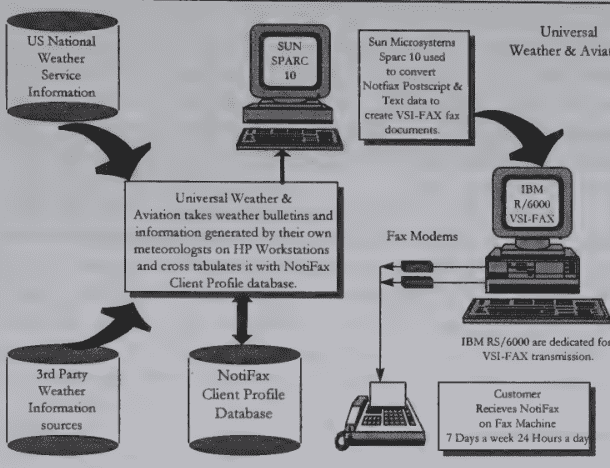 US National
Weather
Service
Information
SUN
SPARC
10
Sun Microsystems
Sparc 10 used
to convert
Notfiax Postscript &
Text data to
create VSI-FAX fax
documents.
Universal
Weather & Aviat
Universal Weather &
Aviation takes weather bulletins and
information generated by their own
meteorologsts on HP Workstations
and cross tabulates it with NotiFax
Client Profile database.
IBM
R/6000
VSI-FAX
Fax Modems
IBM RS/6000 are dedicated for
VSI-FAX transmission.
3rd Party
Weather
Information
sources
NotiFax
Client Profile
Database
Customer
Recieves NotiFax
on Fax Machine
7 Days a week 24 Hours a day